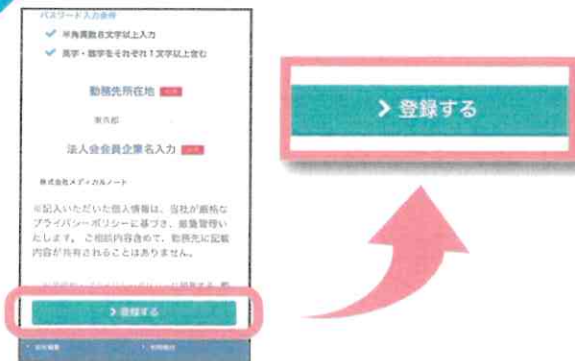 パスワード入力条件
半角英数8文字以上入力
英字・数字をそれぞれ1文字以上含む
勤務先所在地
東京都
法人会会員企業名入力
株式会社メディカルノート
※記入いただいた個人情報は、当社が厳格な
プライバシーポリシーに基づき、厳重管理い
たします。ご相談内容含めて、勤務先に記載
内容が共有されることはありません。
登録する
登録する